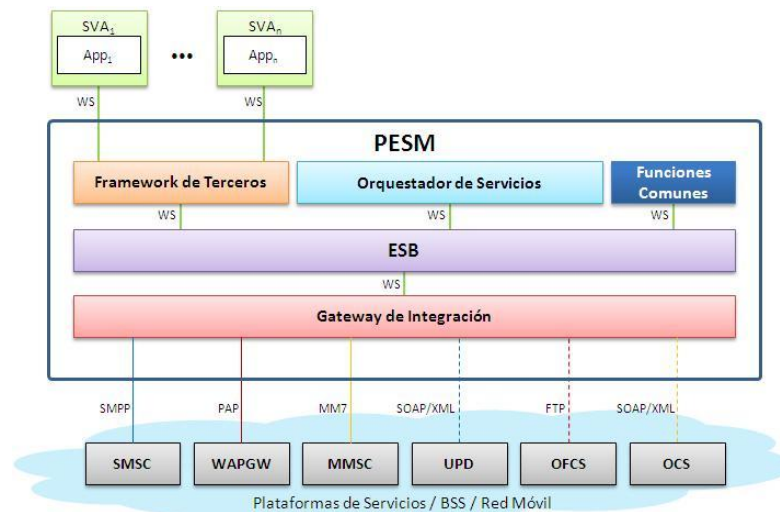 SVA1 SVAn
App1 ••• Appn
WS WS
PESM
Framework de Terceros
Orquestador de Servicios
Funciones
Comunes
WS WS WS
ESB
WS
Gateway de Integración
SMPP PAP MM7 SOAP/XML FTP SOAP/XML
SMSC WAPGW MMSC UPD OFCS OCS
Plataformas de Servicios / BSS / Red Móvil